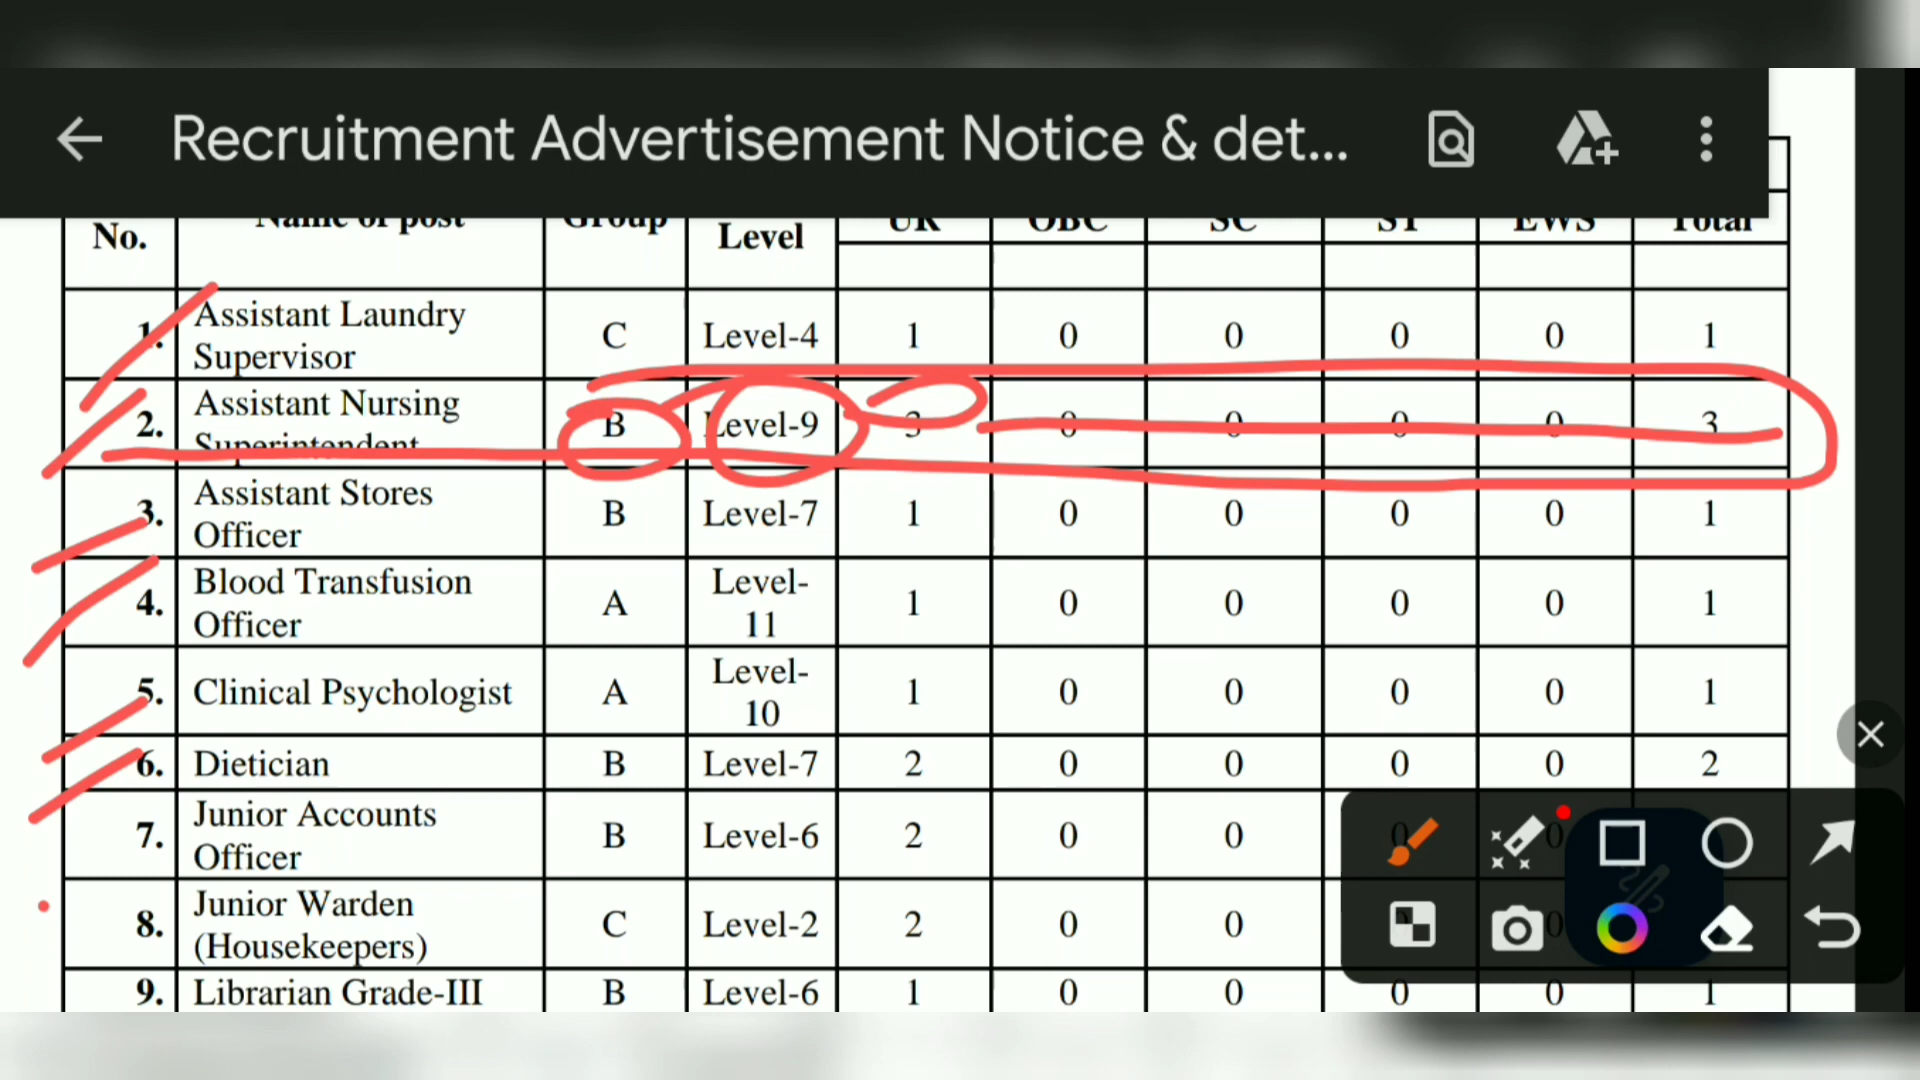 Recruitment Advertisement Notice & det...
No. Name of post Group Level UR OBC SC ST EWS Total
1. Assistant Laundry Supervisor C Level-4 1 0 0 0 0 1
2. Assistant Nursing Superintendent B Level-9 3 0 0 0 0 3
3. Assistant Stores Officer B Level-7 1 0 0 0 0 1
4. Blood Transfusion Officer A Level-11 1 0 0 0 0 1
5. Clinical Psychologist A Level-10 1 0 0 0 0 1
6. Dietician B Level-7 2 0 0 0 0 2
7. Junior Accounts Officer B Level-6 2 0 0 0 0
8. Junior Warden (Housekeepers) C Level-2 2 0 0 0 0
9. Librarian Grade-III B Level-6 1 0 0 0 0 1